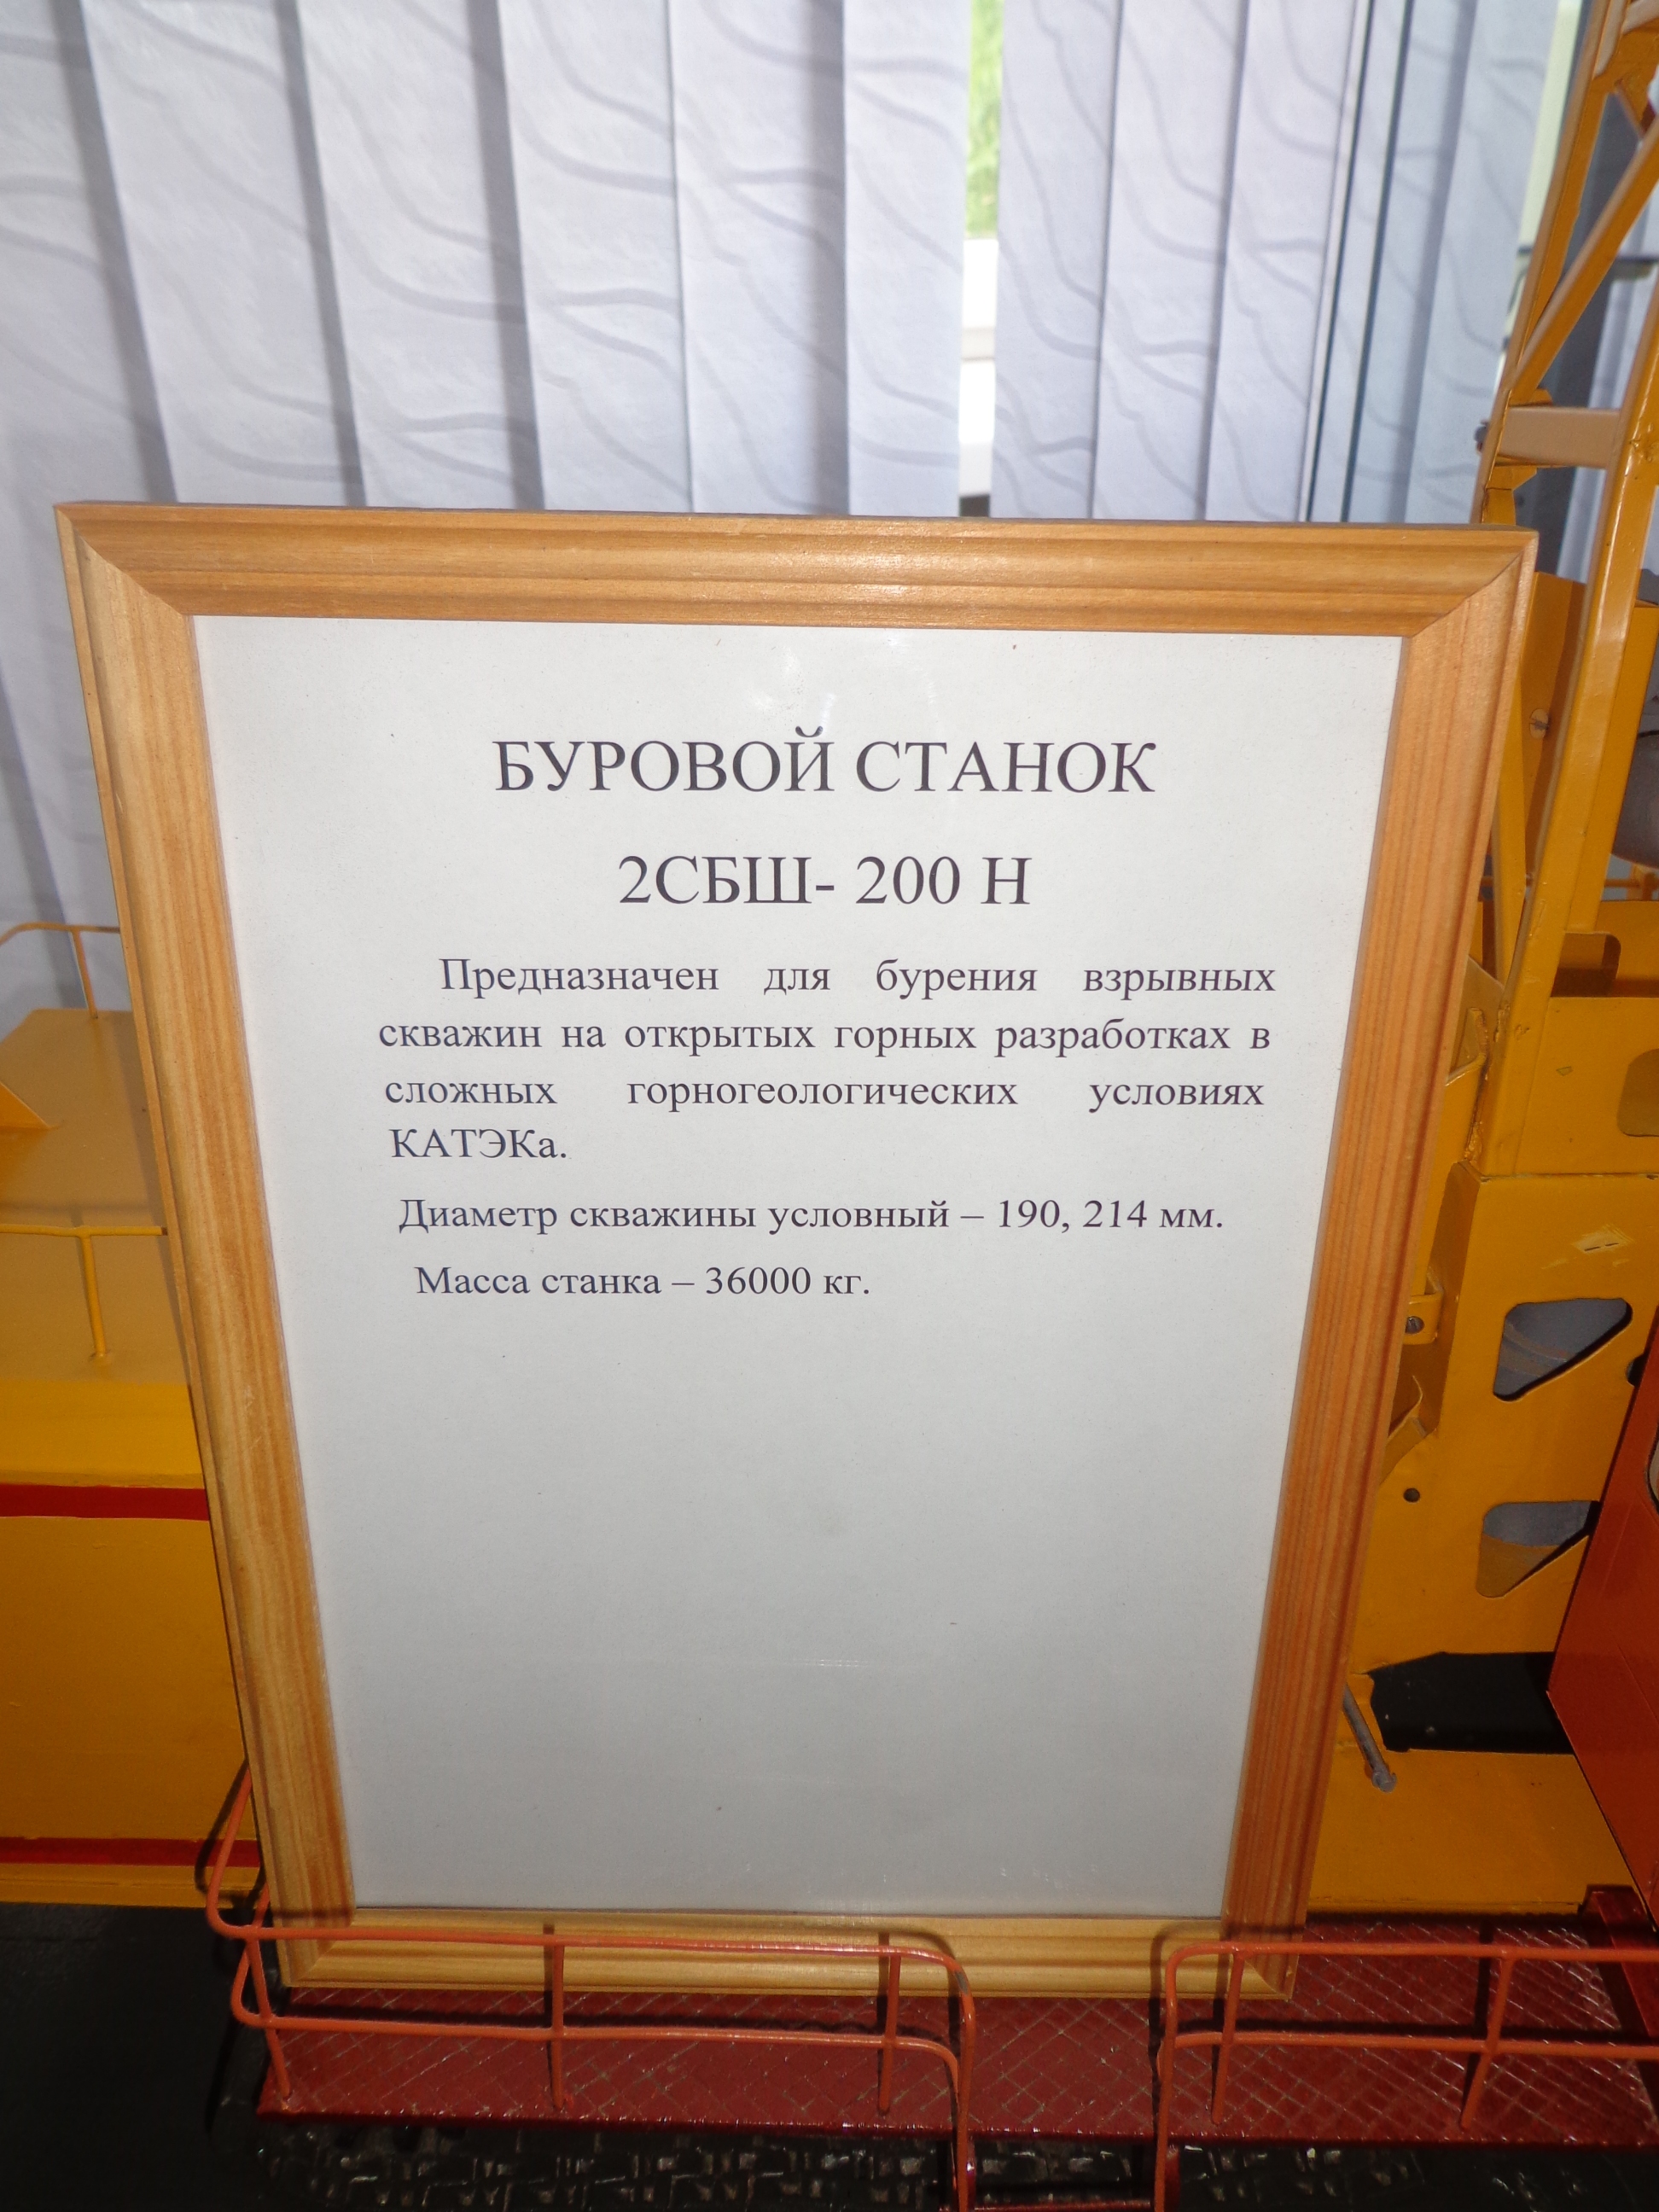 БУРОВОЙ СТАНОК
2СБШ- 200 Н
Предназначен для бурения взрывных
скважин на открытых горных разработках в
сложных горногеологических условиях
КАТЭКа.
Диаметр скважины условный – 190, 214 мм.
Масса станка – 36000 кг.